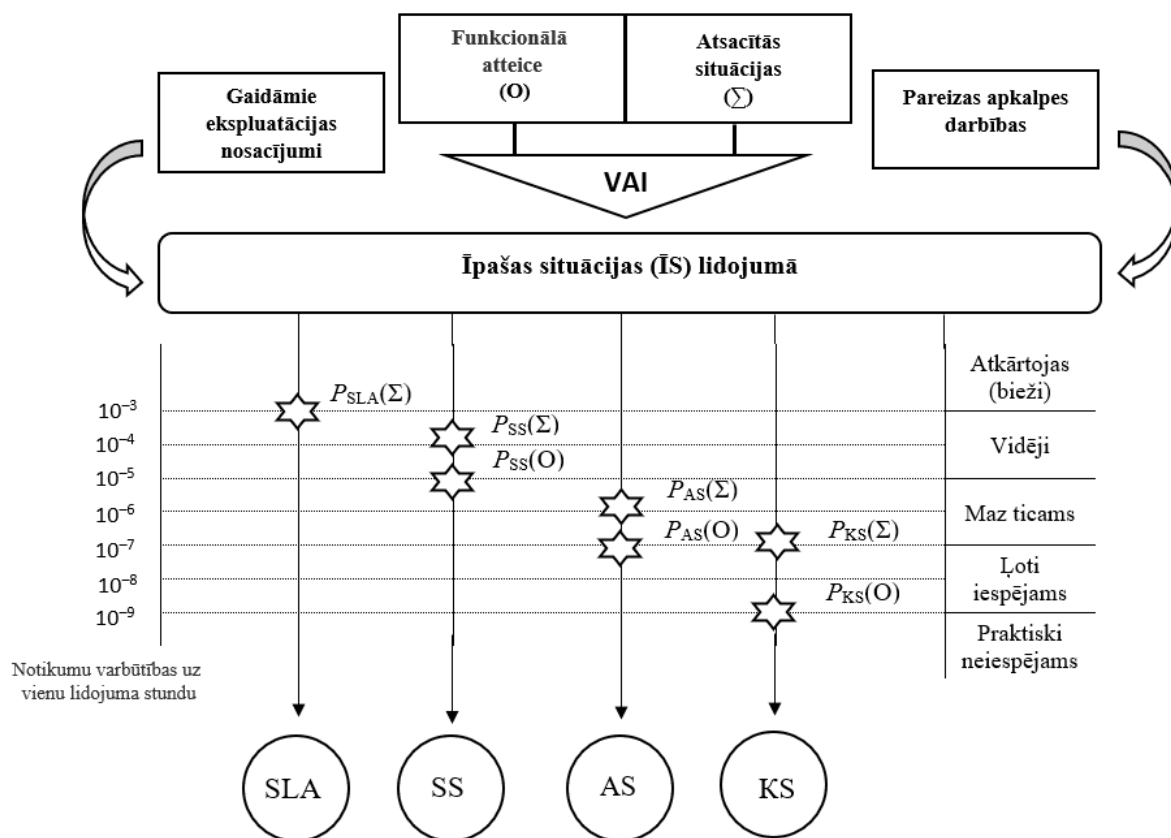 Funkcionālā
atteice
(O)
Atsacītās
situācijas
(∑)
Gaidāmie
ekspluatācijas
nosacījumi
Pareizas apkalpes
darbības
VAI
Īpašas situācijas (ĪS) lidojumā
Atkārtojas
(bieži)
P_SLA(Σ)
10⁻³
P_SS(Σ)
10⁻⁴
Vidēji
P_SS(O)
10⁻⁵
P_AS(Σ)
10⁻⁶
Maz ticams
P_AS(O)
P_KS(Σ)
10⁻⁷
Ļoti
iespējams
10⁻⁸
P_KS(O)
10⁻⁹
Praktiski
neiespējams
Notikumu varbūtības uz
vienu lidojuma stundu
SLA
SS
AS
KS